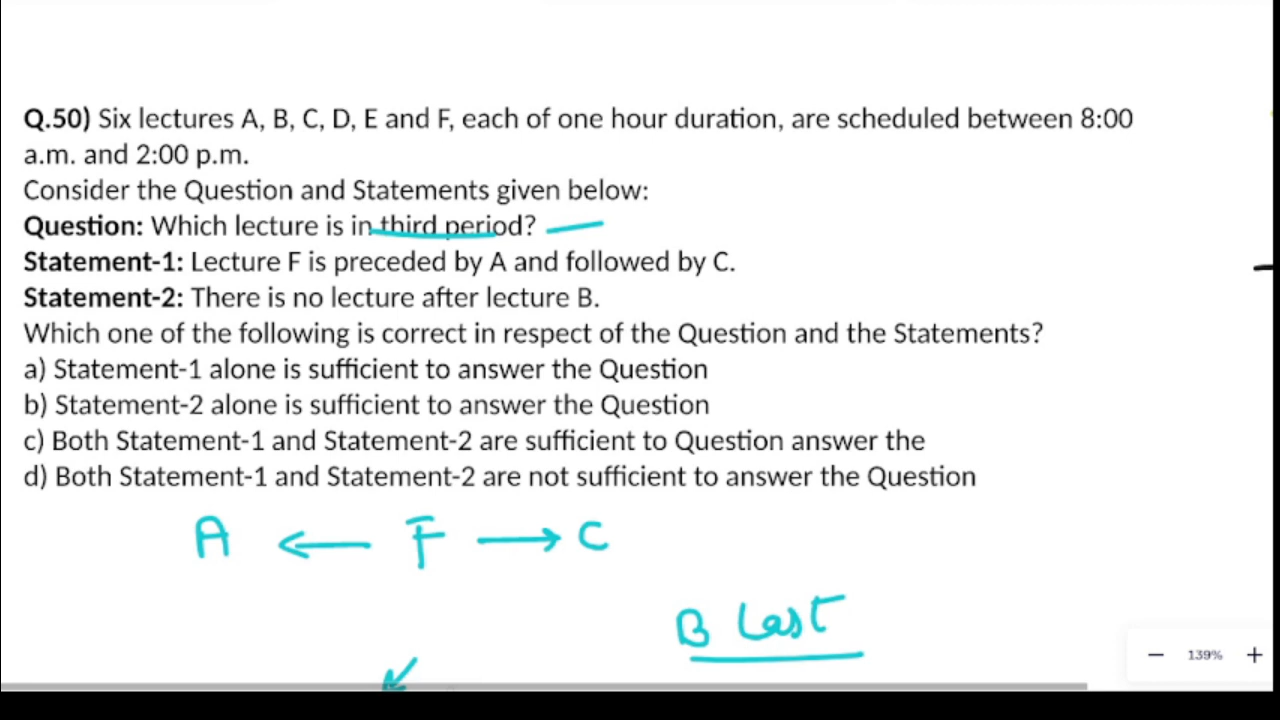 Q.50) Six lectures A, B, C, D, E and F, each of one hour duration, are scheduled between 8:00
a.m. and 2:00 p.m.
Consider the Question and Statements given below:
Question: Which lecture is in third period?
Statement-1: Lecture F is preceded by A and followed by C.
Statement-2: There is no lecture after lecture B.
Which one of the following is correct in respect of the Question and the Statements?
a) Statement-1 alone is sufficient to answer the Question
b) Statement-2 alone is sufficient to answer the Question
c) Both Statement-1 and Statement-2 are sufficient to Question answer the
d) Both Statement-1 and Statement-2 are not sufficient to answer the Question
A ← F → C
B Last
− 139% +